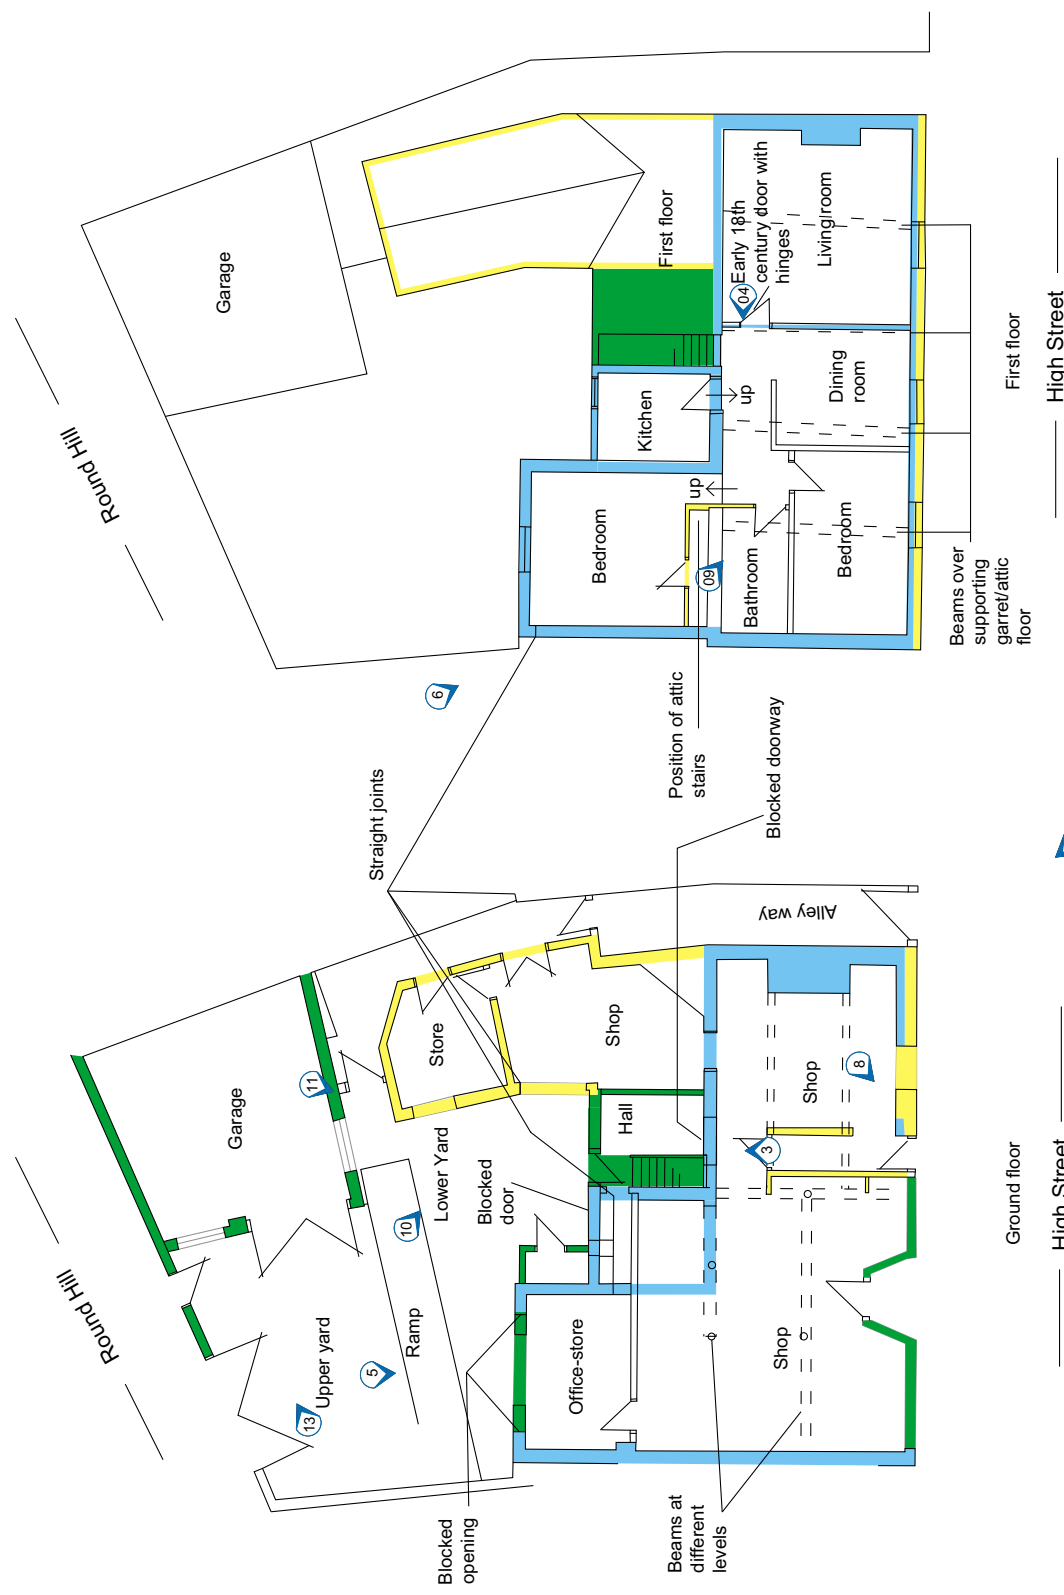 Round Hill
Garage
Upper yard
Ramp
Lower Yard
Store
Shop
Hall
Blocked
door
Blocked
opening
Office-store
Shop
Shop
Alley way
Beams at
different
levels
Straight joints
Blocked doorway
13
5
10
11
3
8
6
Ground floor
High Street
Round Hill
Garage
First floor
Kitchen
Bedroom
up
up
Bathroom
Bedroom
Dining
room
Living room
Early 18th
century door with
hinges
04
09
Position of attic
stairs
Beams over
supporting
garret/attic
floor
First floor
High Street